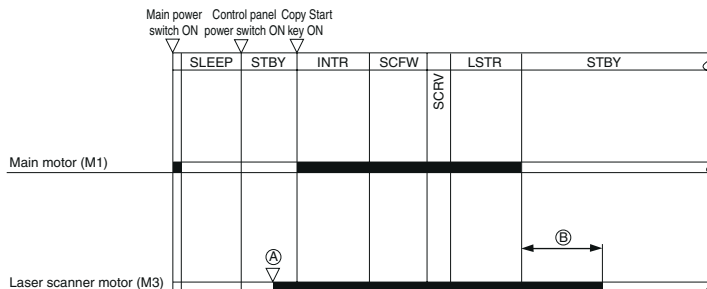 Main power
switch ON
Control panel
power switch ON
Copy Start
key ON
SLEEP STBY INTR SCFW SCRV LSTR STBY
Main motor (M1)
Ⓑ
Ⓐ
Laser scanner motor (M3)